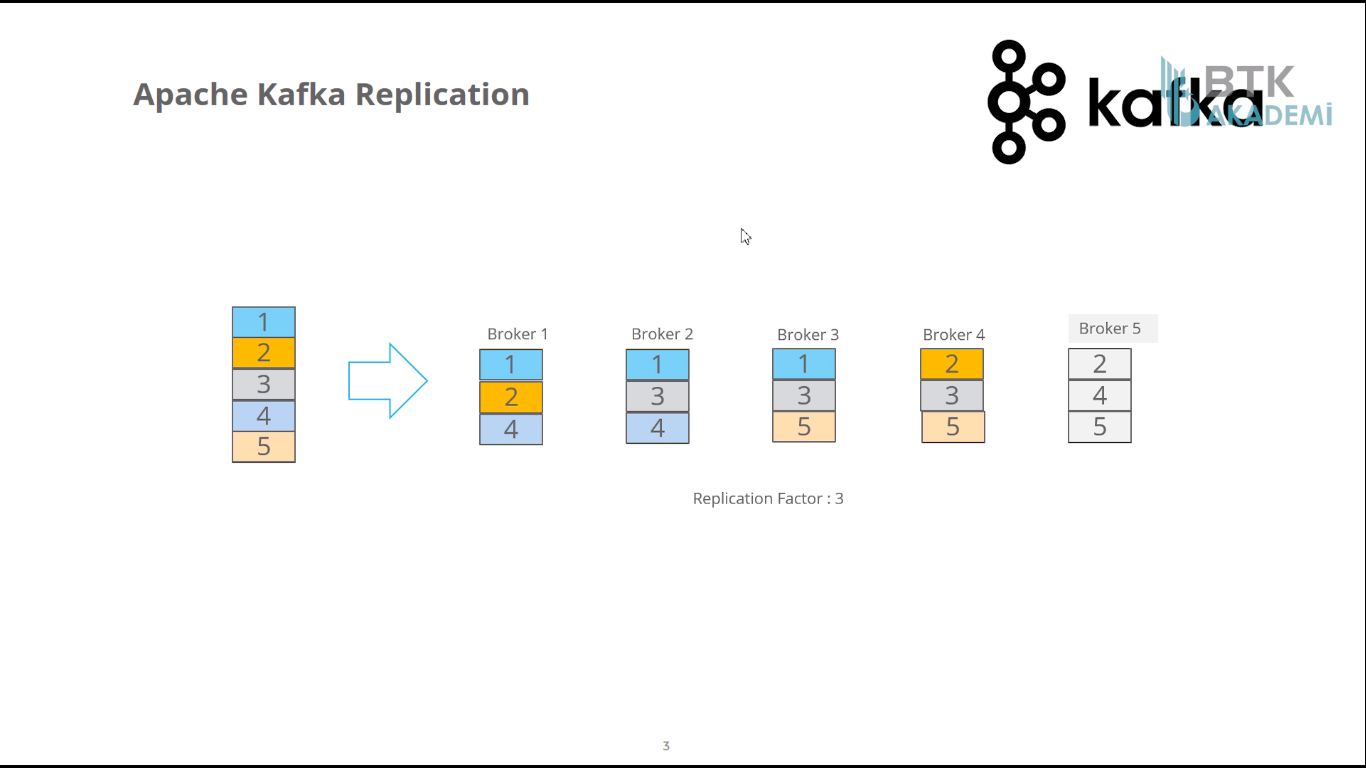 Apache Kafka Replication
kafka
BTK
AKADEMİ
1
2
3
4
5
Broker 1
1
2
4
Broker 2
1
3
4
Broker 3
1
3
5
Broker 4
2
3
5
Broker 5
2
4
5
Replication Factor : 3
3